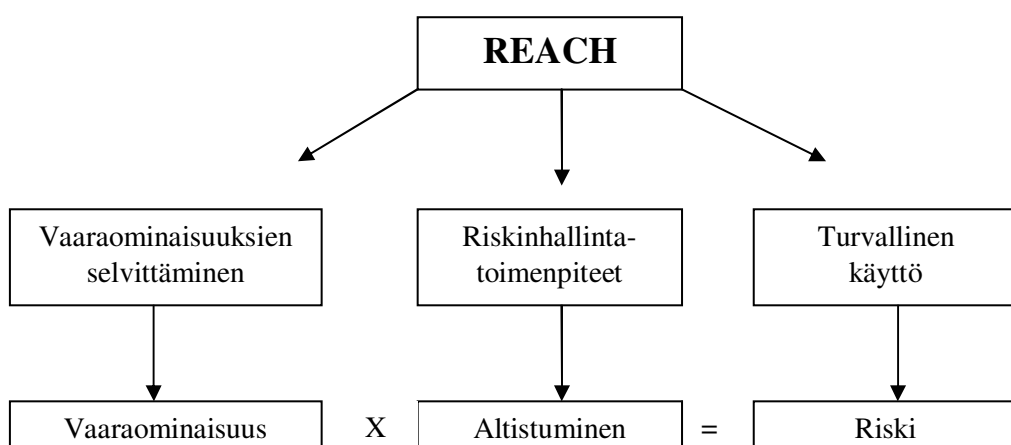 REACH
Vaaraominaisuuksien
selvittäminen
Riskinhallinta-
toimenpiteet
Turvallinen
käyttö
Vaaraominaisuus X Altistuminen = Riski